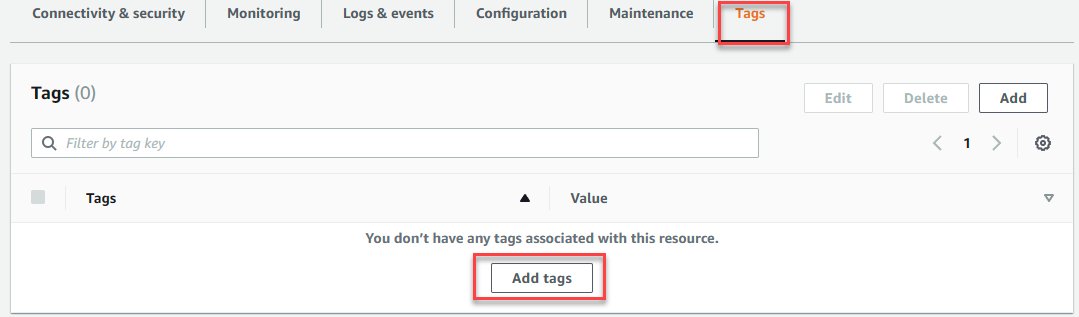 Connectivity & security Monitoring Logs & events Configuration Maintenance Tags
Tags (0) Edit Delete Add
Filter by tag key 1
Tags Value
You don't have any tags associated with this resource.
Add tags